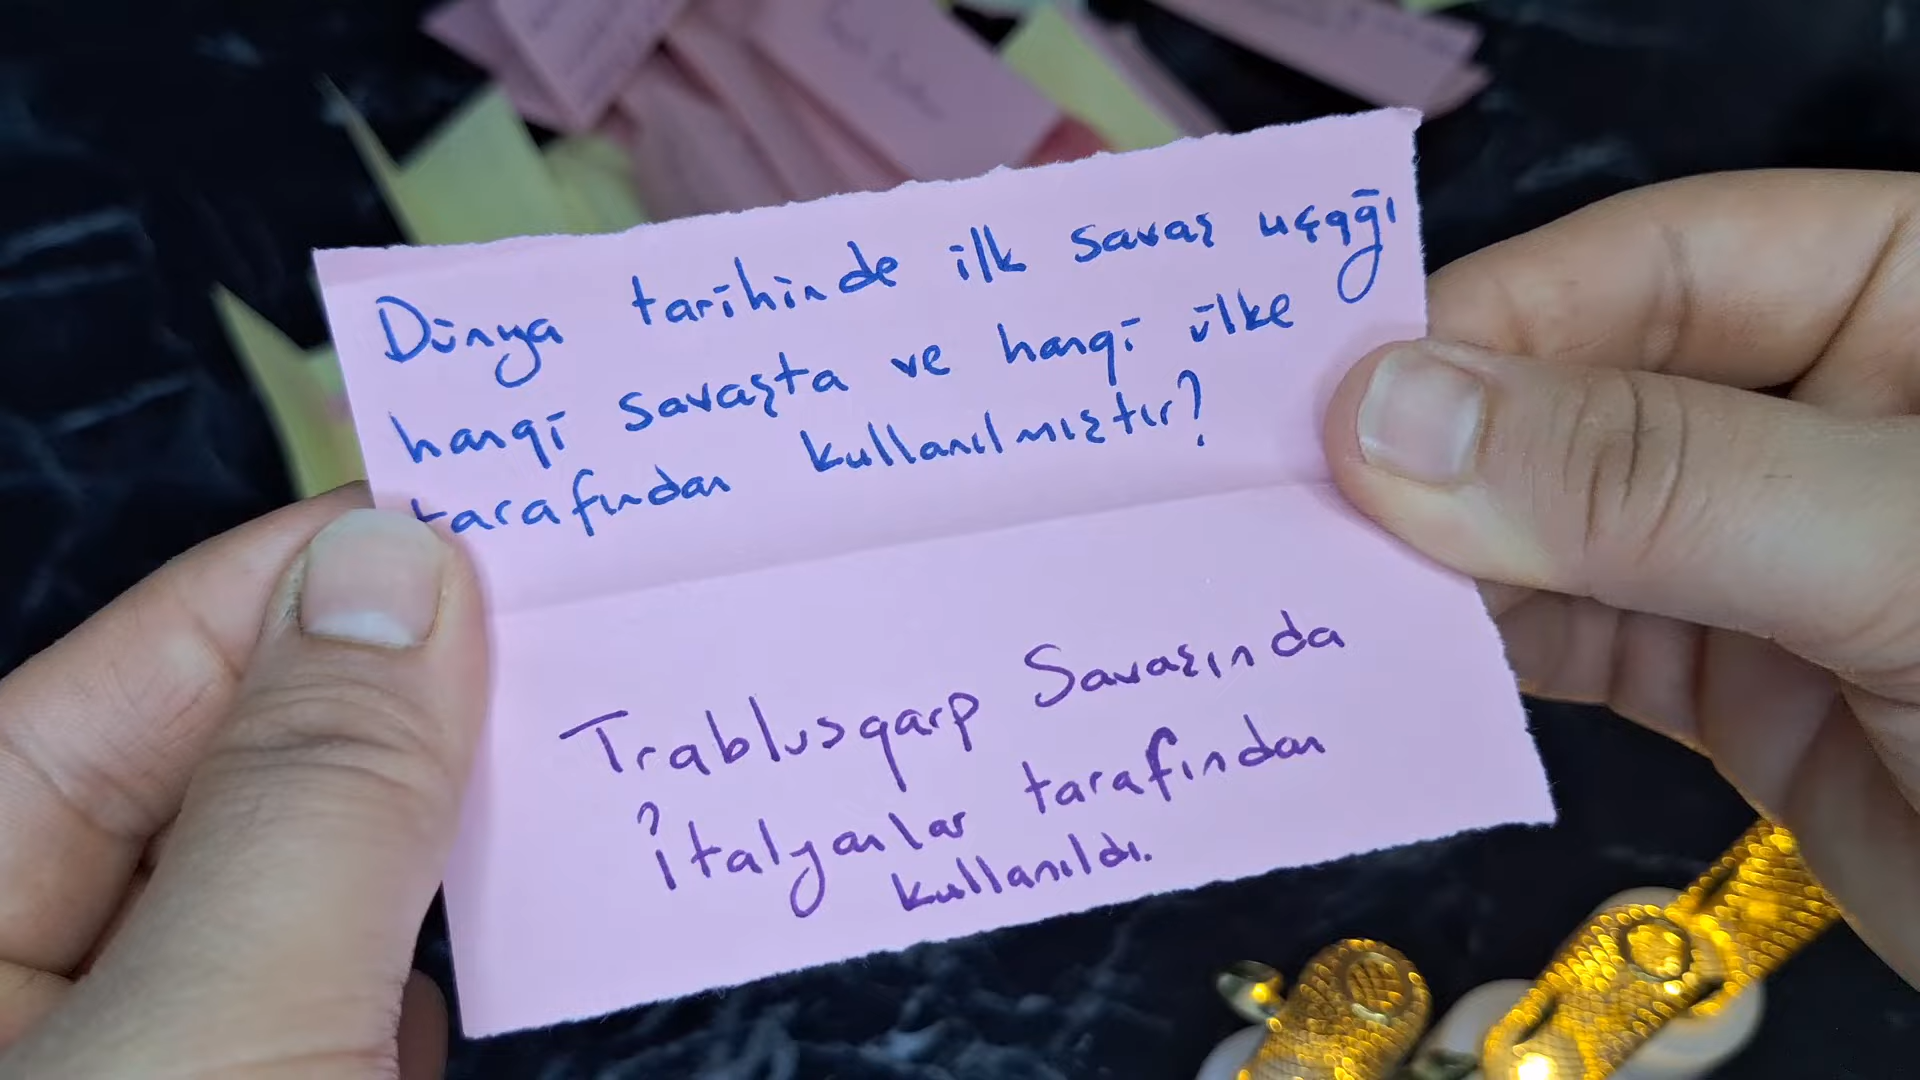 Dünya tarihinde ilk savaş uçağı
hangi savaşta ve hangi ülke
tarafından kullanılmıştır?
Trablusgarp Savaşında
İtalyanlar tarafından
kullanıldı.